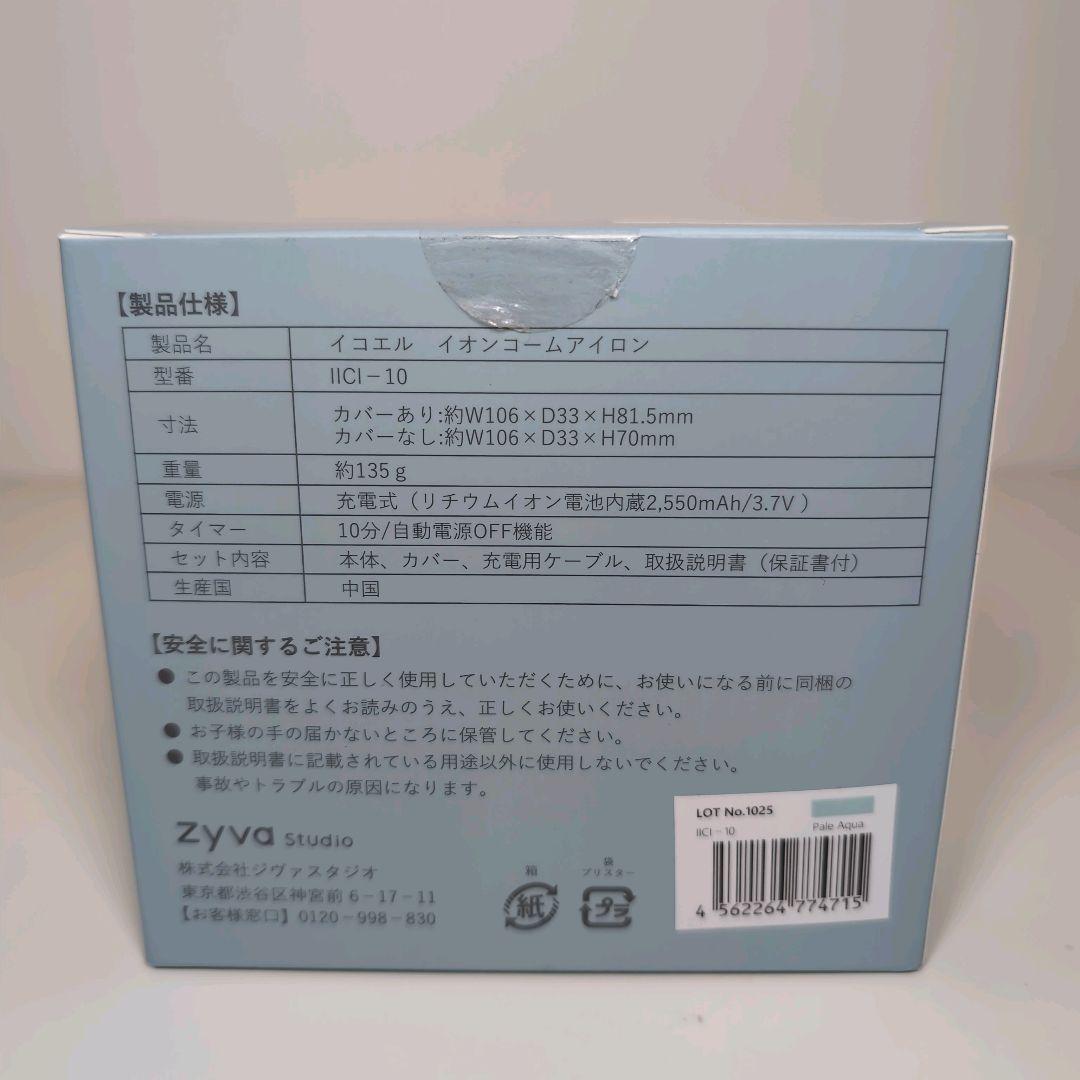 【製品仕様】
製品名 イコエル イオンコームアイロン
型番 IICI－10
寸法 カバーあり:約W106×D33×H81.5mm
カバーなし:約W106×D33×H70mm
重量 約135ｇ
電源 充電式（リチウムイオン電池内蔵2,550mAh/3.7V ）
タイマー 10分/自動電源OFF機能
セット内容 本体、カバー、充電用ケーブル、取扱説明書（保証書付）
生産国 中国
【安全に関するご注意】
● この製品を安全に正しく使用していただくために、お使いになる前に同梱の
取扱説明書をよくお読みのうえ、正しくお使いください。
● お子様の手の届かないところに保管してください。
● 取扱説明書に記載されている用途以外に使用しないでください。
事故やトラブルの原因になります。
zyva Studio
株式会社ジヴァスタジオ
東京都渋谷区神宮前 6－17－11
【お客様窓口】0120－998－830
箱
紙
袋
ブリスター
プラ
LOT No.1025
IICI－10 Pale Aqua
4 562264 774715